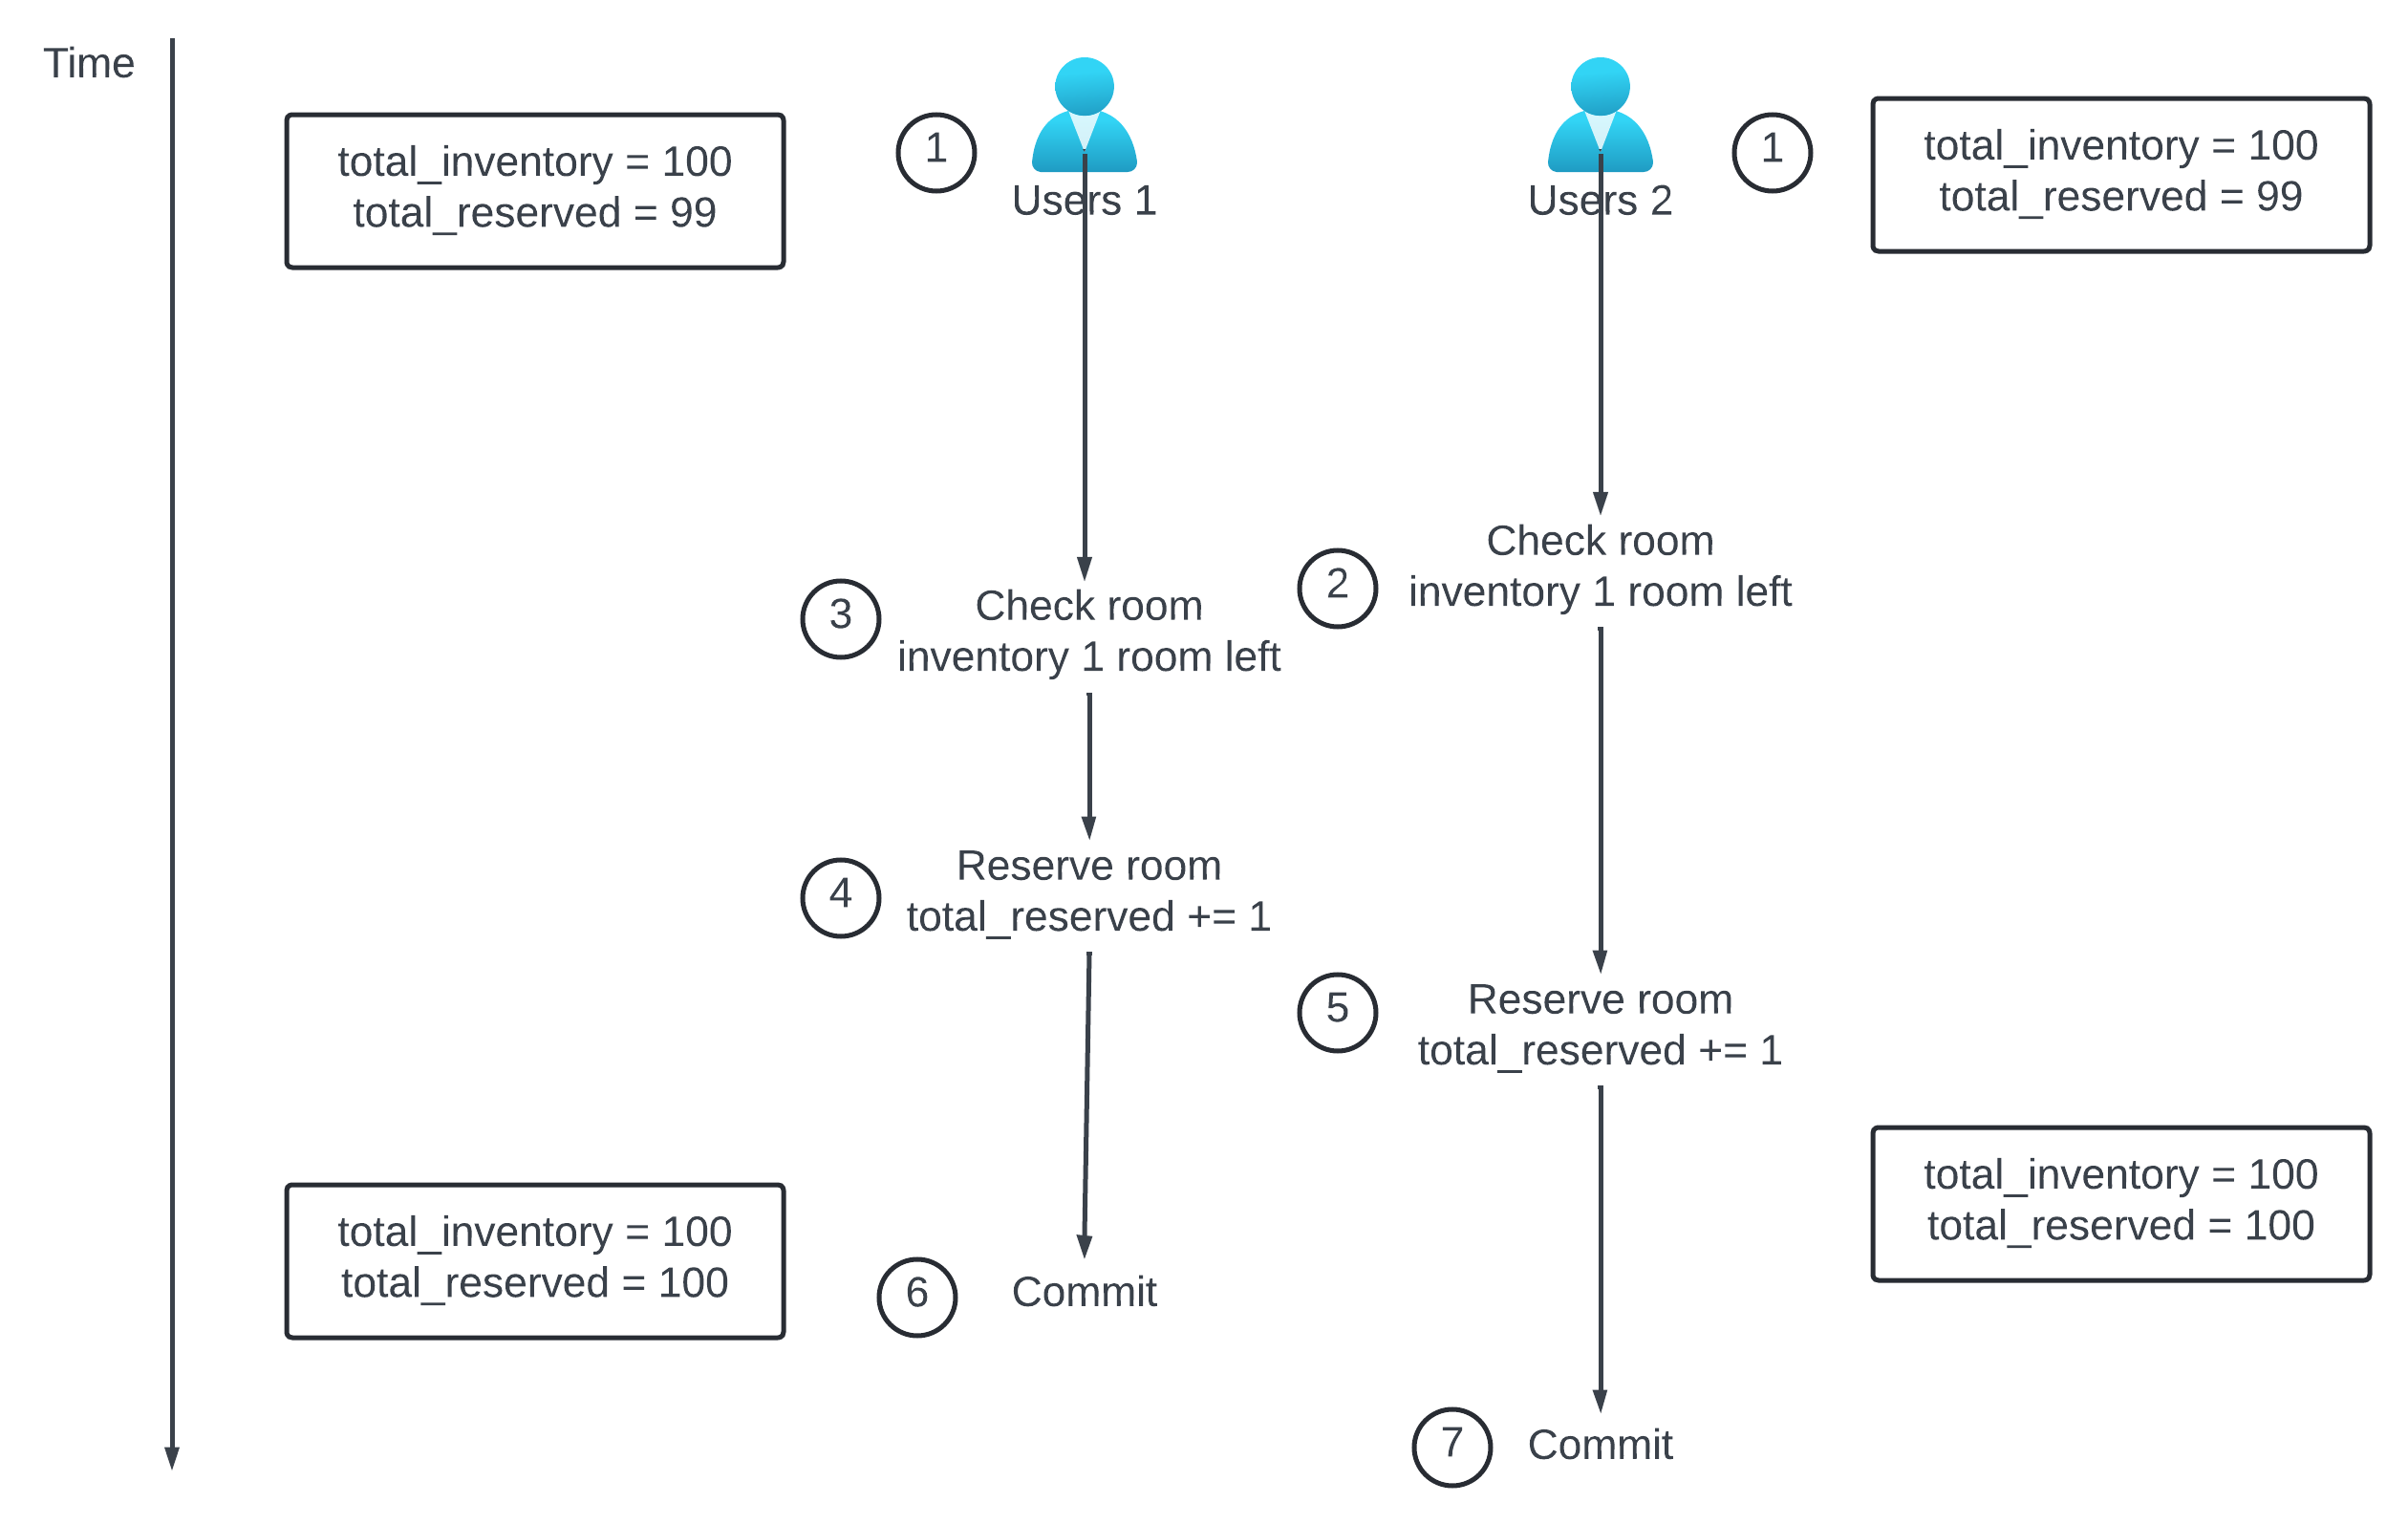 Time
total_inventory = 100
total_reserved = 99
1
Users 1
Users 2
1
total_inventory = 100
total_reserved = 99
2
Check room
inventory 1 room left
3
Check room
inventory 1 room left
4
Reserve room
total_reserved += 1
5
Reserve room
total_reserved += 1
total_inventory = 100
total_reserved = 100
total_inventory = 100
total_reserved = 100
6
Commit
7
Commit